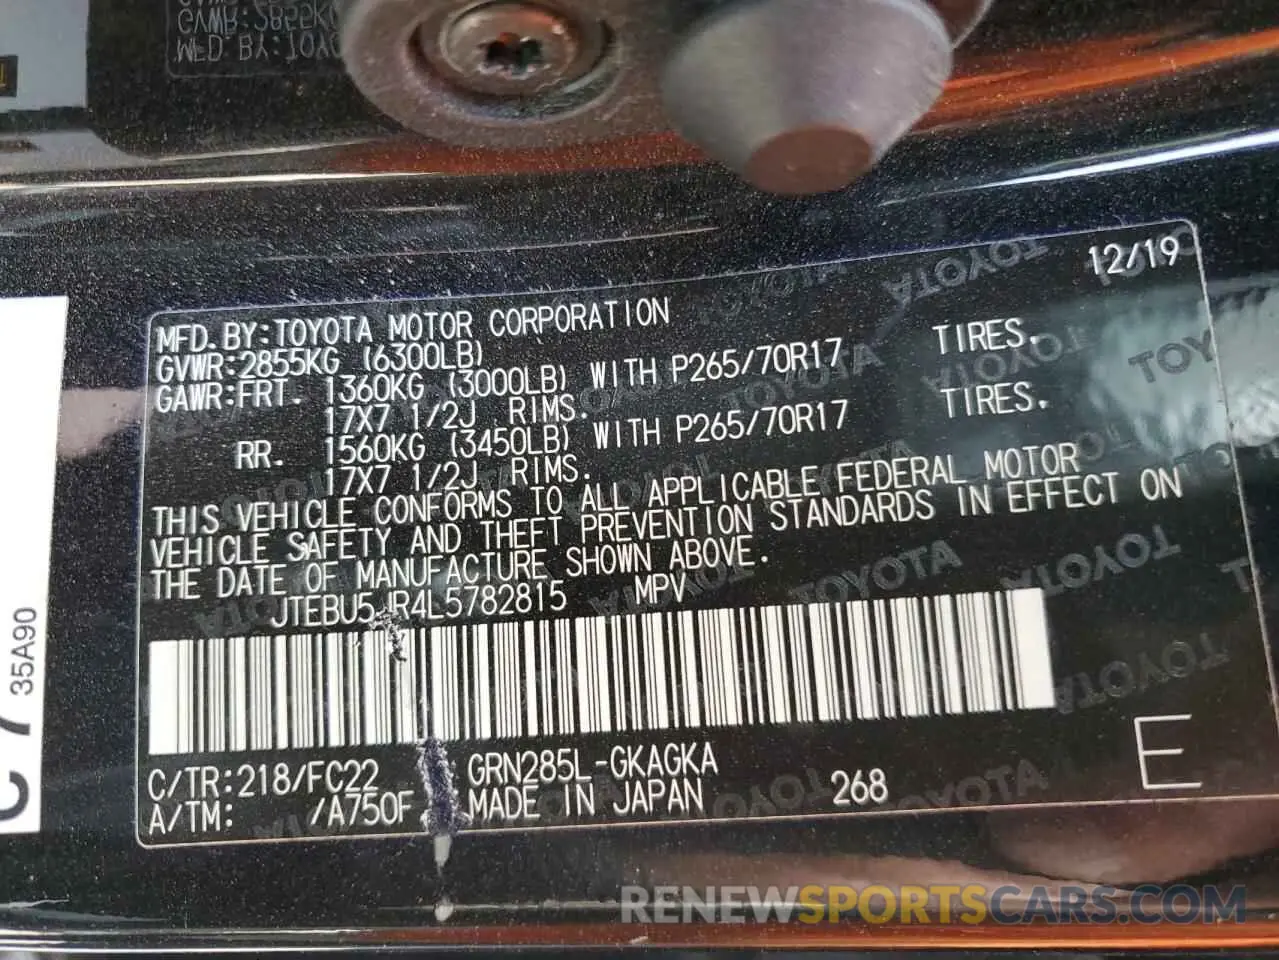 12/19
MFD. BY: TOYOTA MOTOR CORPORATION
GVWR: 2855KG (6300LB)
GAWR: FRT. 1360KG (3000LB) WITH P265/70R17 TIRES.
17X7 1/2J RIMS.
RR. 1560KG (3450LB) WITH P265/70R17 TIRES.
17X7 1/2J RIMS.
THIS VEHICLE CONFORMS TO ALL APPLICABLE FEDERAL MOTOR
VEHICLE SAFETY AND THEFT PREVENTION STANDARDS IN EFFECT ON
THE DATE OF MANUFACTURE SHOWN ABOVE.
JTEBU5JR4L5782815 MPV
C/TR: 218/FC22 GRN285L-GKAGKA
A/TM: /A750F MADE IN JAPAN 268
E
35A90
RENEWSPORTSCARS.COM